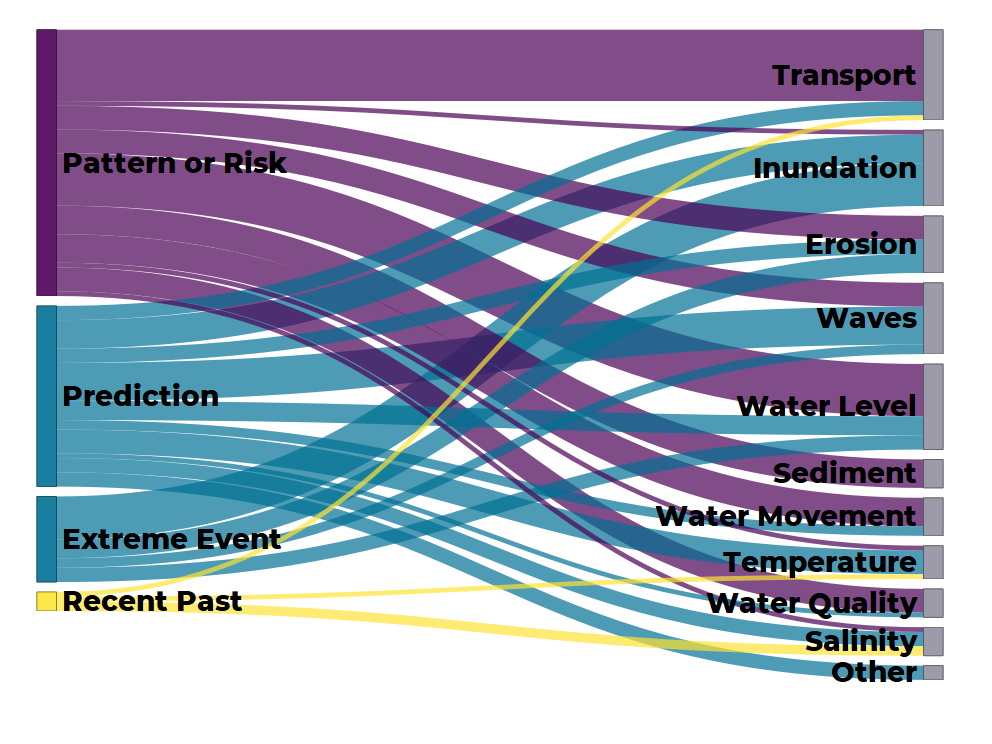 Pattern or Risk
Prediction
Extreme Event
Recent Past
Transport
Inundation
Erosion
Waves
Water Level
Sediment
Water Movement
Temperature
Water Quality
Salinity
Other